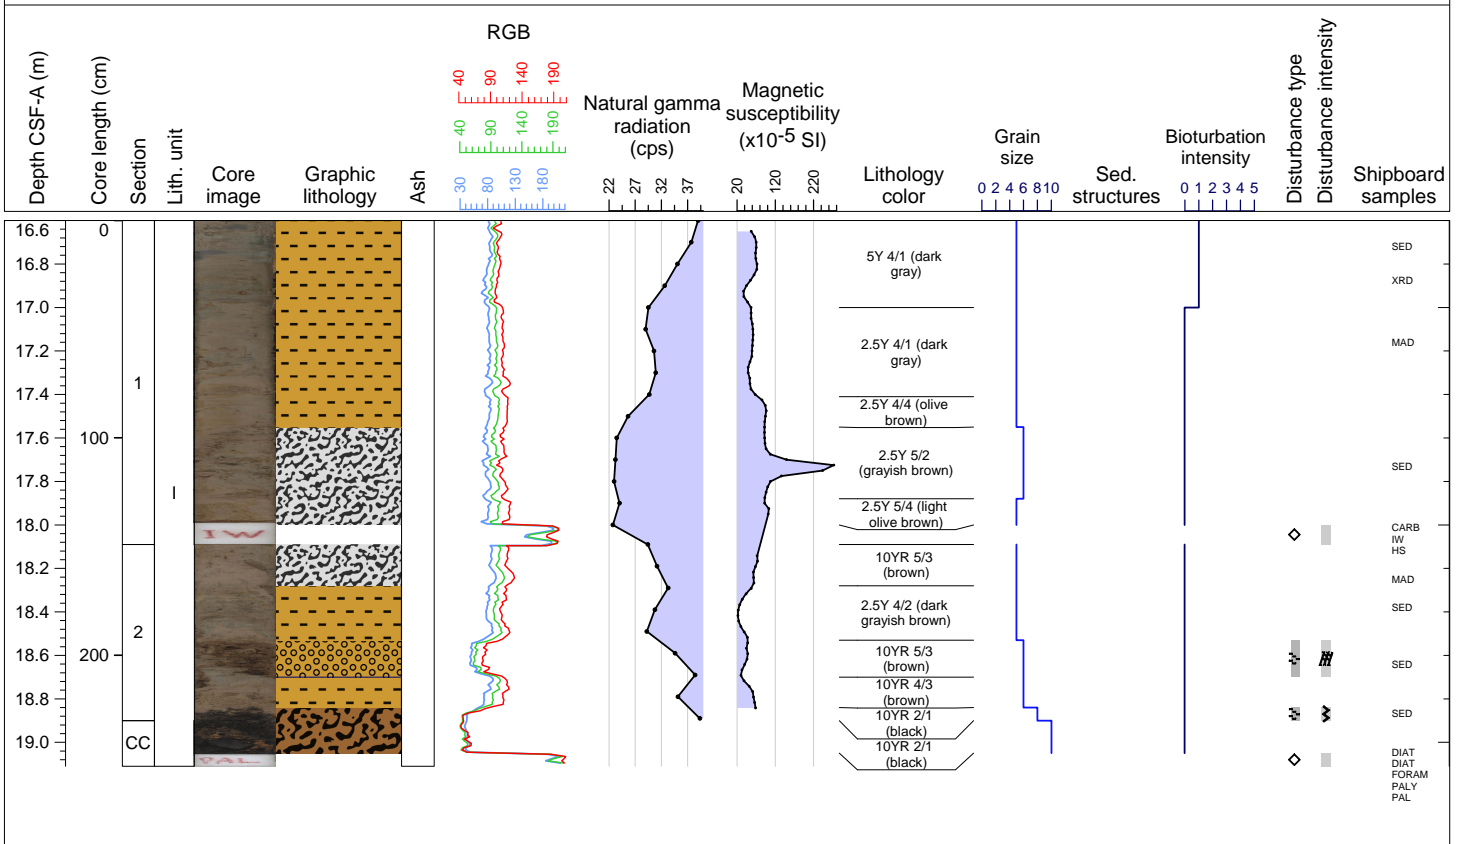 RGB
40 90 140 190
40 90 140 190
30 80 130 180
Depth CSF-A (m)
Core length (cm)
Section
Lith. unit
Core
image
Graphic
lithology
Ash
Natural gamma
radiation
(cps)
22 27 32 37
Magnetic
susceptibility
(x10-5 SI)
20 120 220
Lithology
color
Grain
size
0 2 4 6 8 10
Sed.
structures
Bioturbation
intensity
0 1 2 3 4 5
Disturbance type
Disturbance intensity
Shipboard
samples
16.6
16.8
17.0
17.2
17.4
17.6
17.8
18.0
18.2
18.4
18.6
18.8
19.0
0
100
200
1
2
CC
I
IW
PAL
5Y 4/1 (dark
gray)
2.5Y 4/1 (dark
gray)
2.5Y 4/4 (olive
brown)
2.5Y 5/2
(grayish brown)
2.5Y 5/4 (light
olive brown)
10YR 5/3
(brown)
2.5Y 4/2 (dark
grayish brown)
10YR 5/3
(brown)
10YR 4/3
(brown)
10YR 2/1
(black)
10YR 2/1
(black)
SED
XRD
MAD
SED
CARB
IW
HS
MAD
SED
SED
SED
DIAT
DIAT
FORAM
PALY
PAL